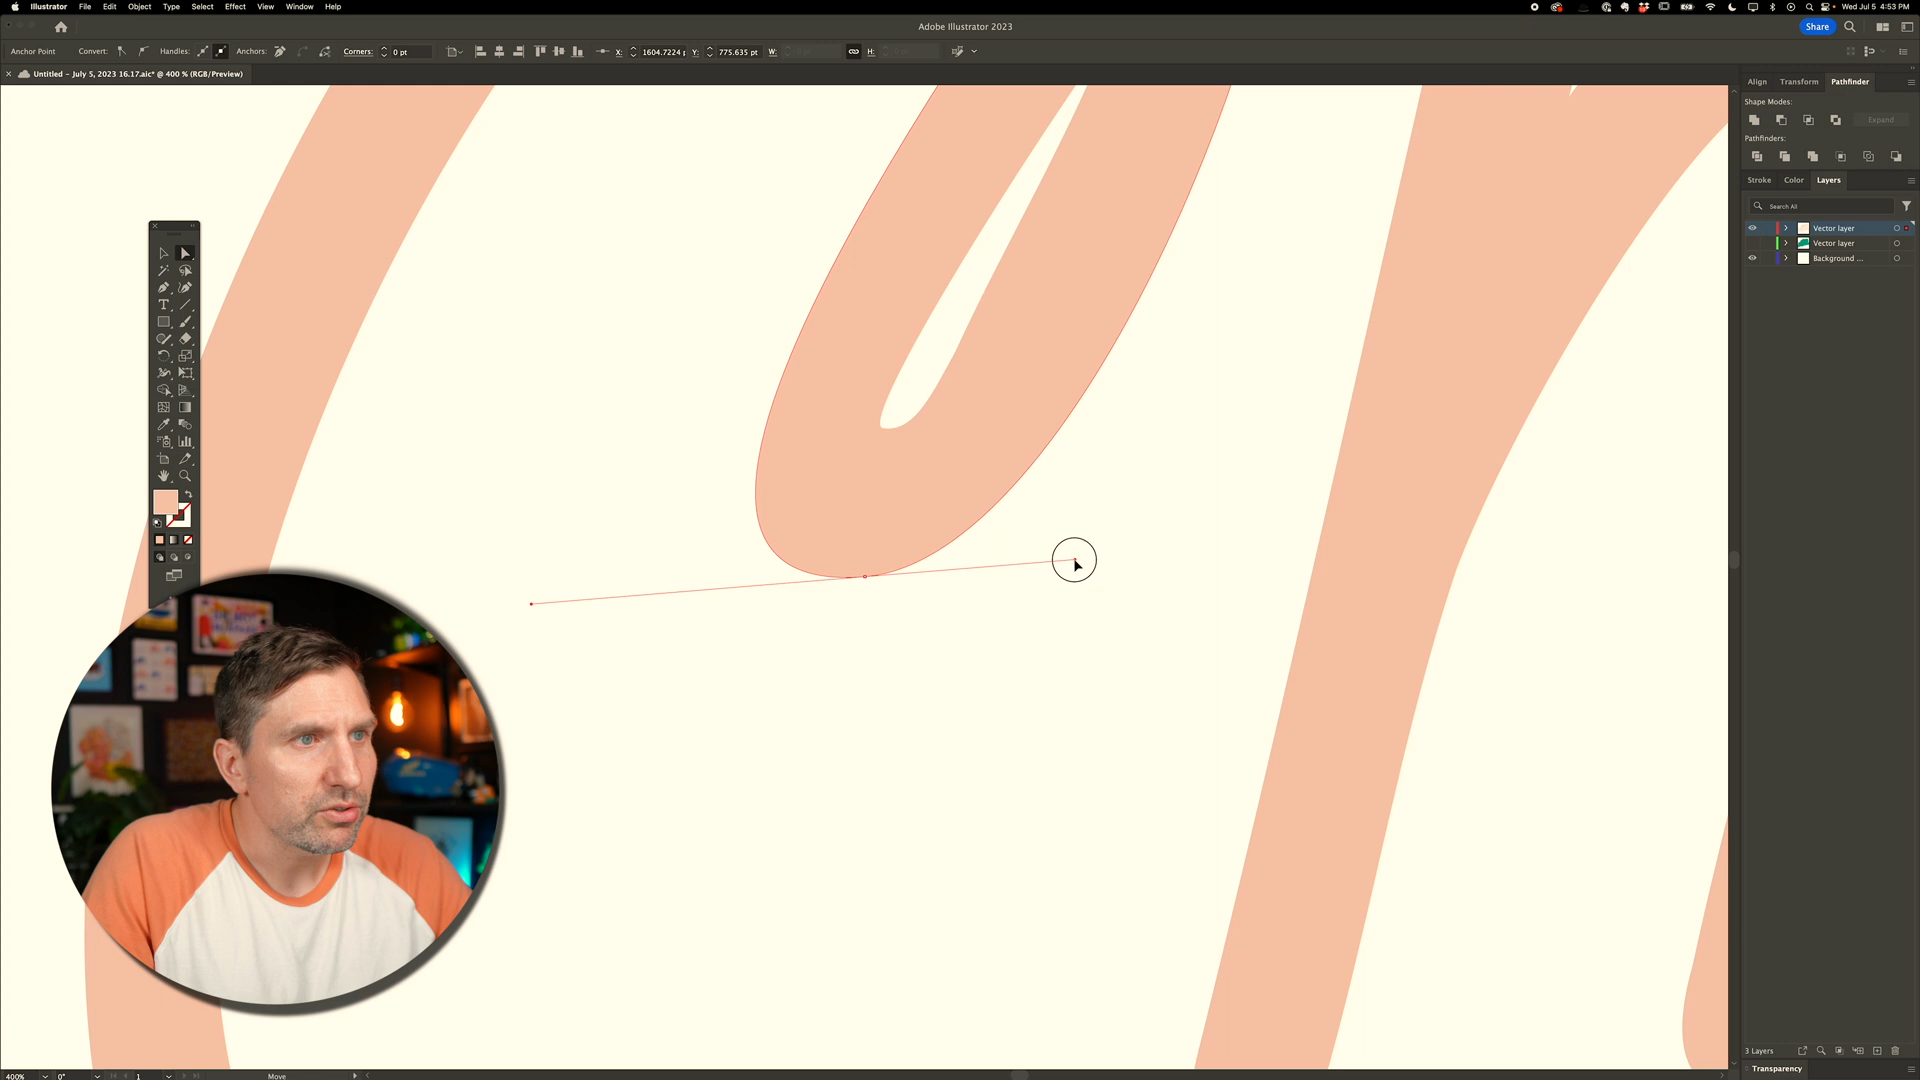 Illustrator File Edit Object Type Select Effect View Window Help
Wed Jul 5 4:53 PM
Adobe Illustrator 2023
Share
Anchor Point Convert: Handles: Anchors: Corners: 0 pt X: 1604.7224 p Y: 775.635 pt W: H:
Untitled – July 5, 2023 16.17.aic* @ 400 % (RGB/Preview)
Align Transform Pathfinder
Shape Modes:
Expand
Pathfinders:
Stroke Color Layers
Search All
Vector layer
Vector layer
Background ...
3 Layers
Transparency
400% 0° 1 Move